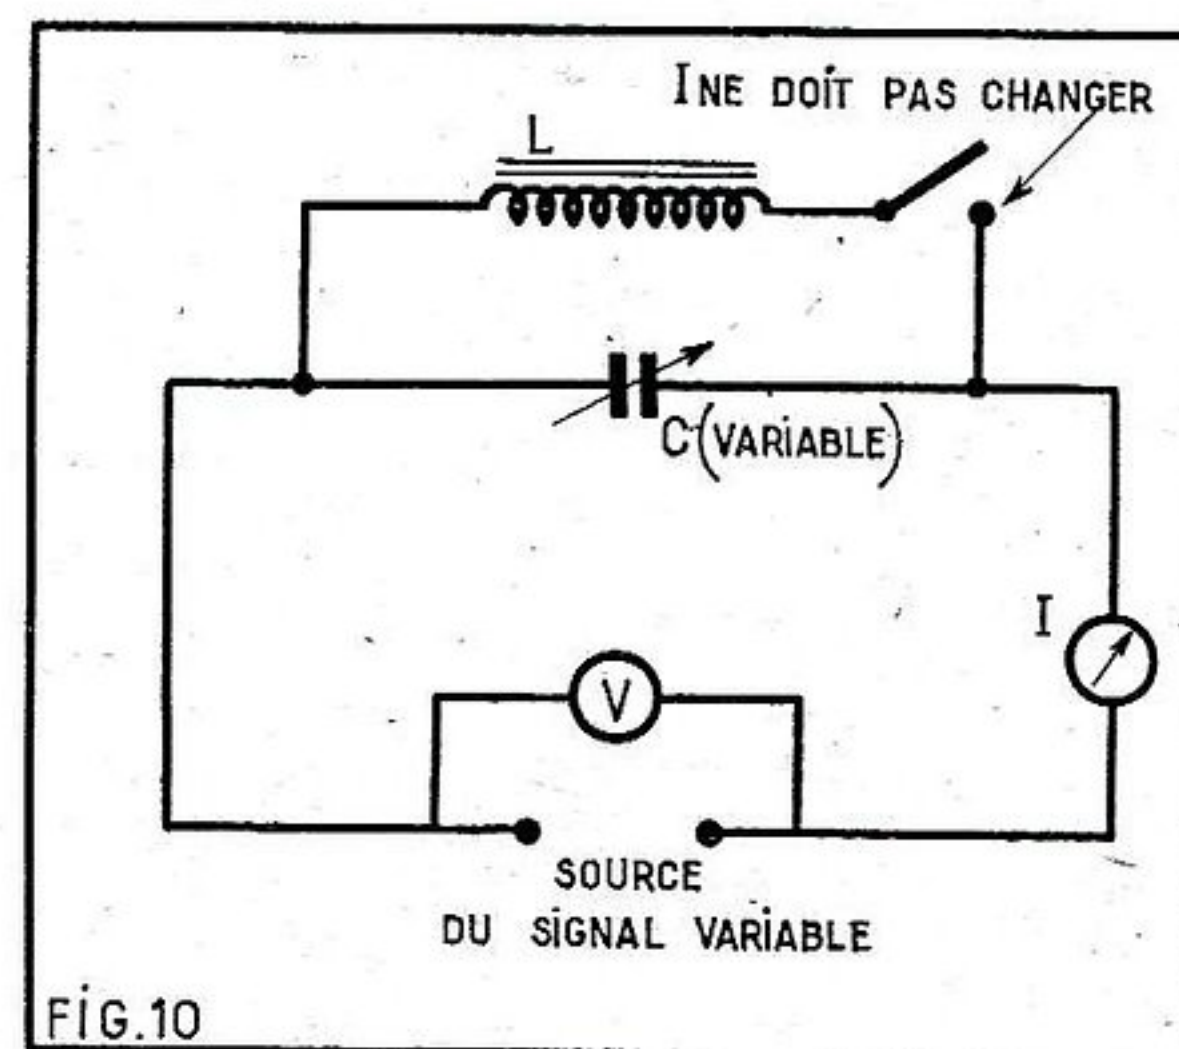 I NE DOIT PAS CHANGER
L
C (VARIABLE)
I
V
SOURCE
DU SIGNAL VARIABLE
FIG.10